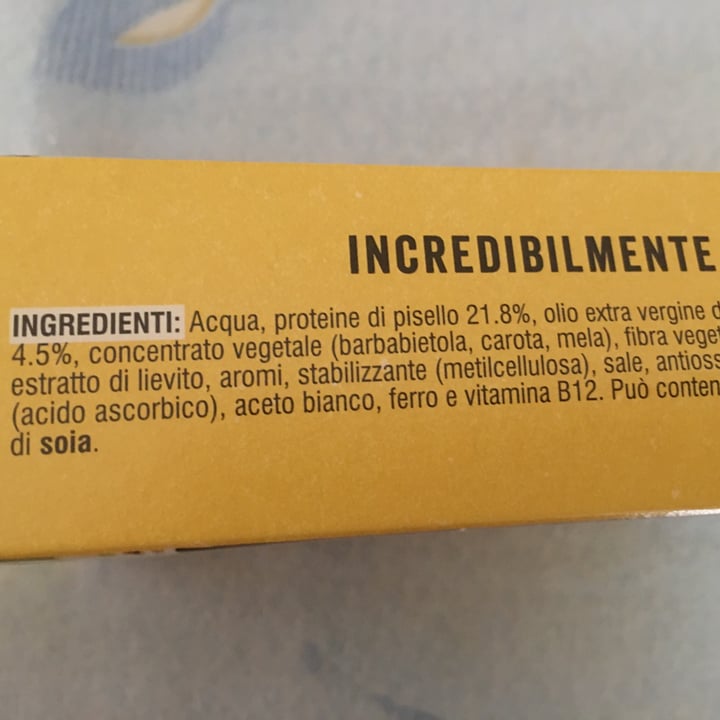 INCREDIBILMENTE
INGREDIENTI: Acqua, proteine di pisello 21.8%, olio extra vergine
4.5%, concentrato vegetale (barbabietola, carota, mela), fibra
estratto di lievito, aromi, stabilizzante (metilcellulosa), sale,
(acido ascorbico), aceto bianco, ferro e vitamina B12. Può
di soia.